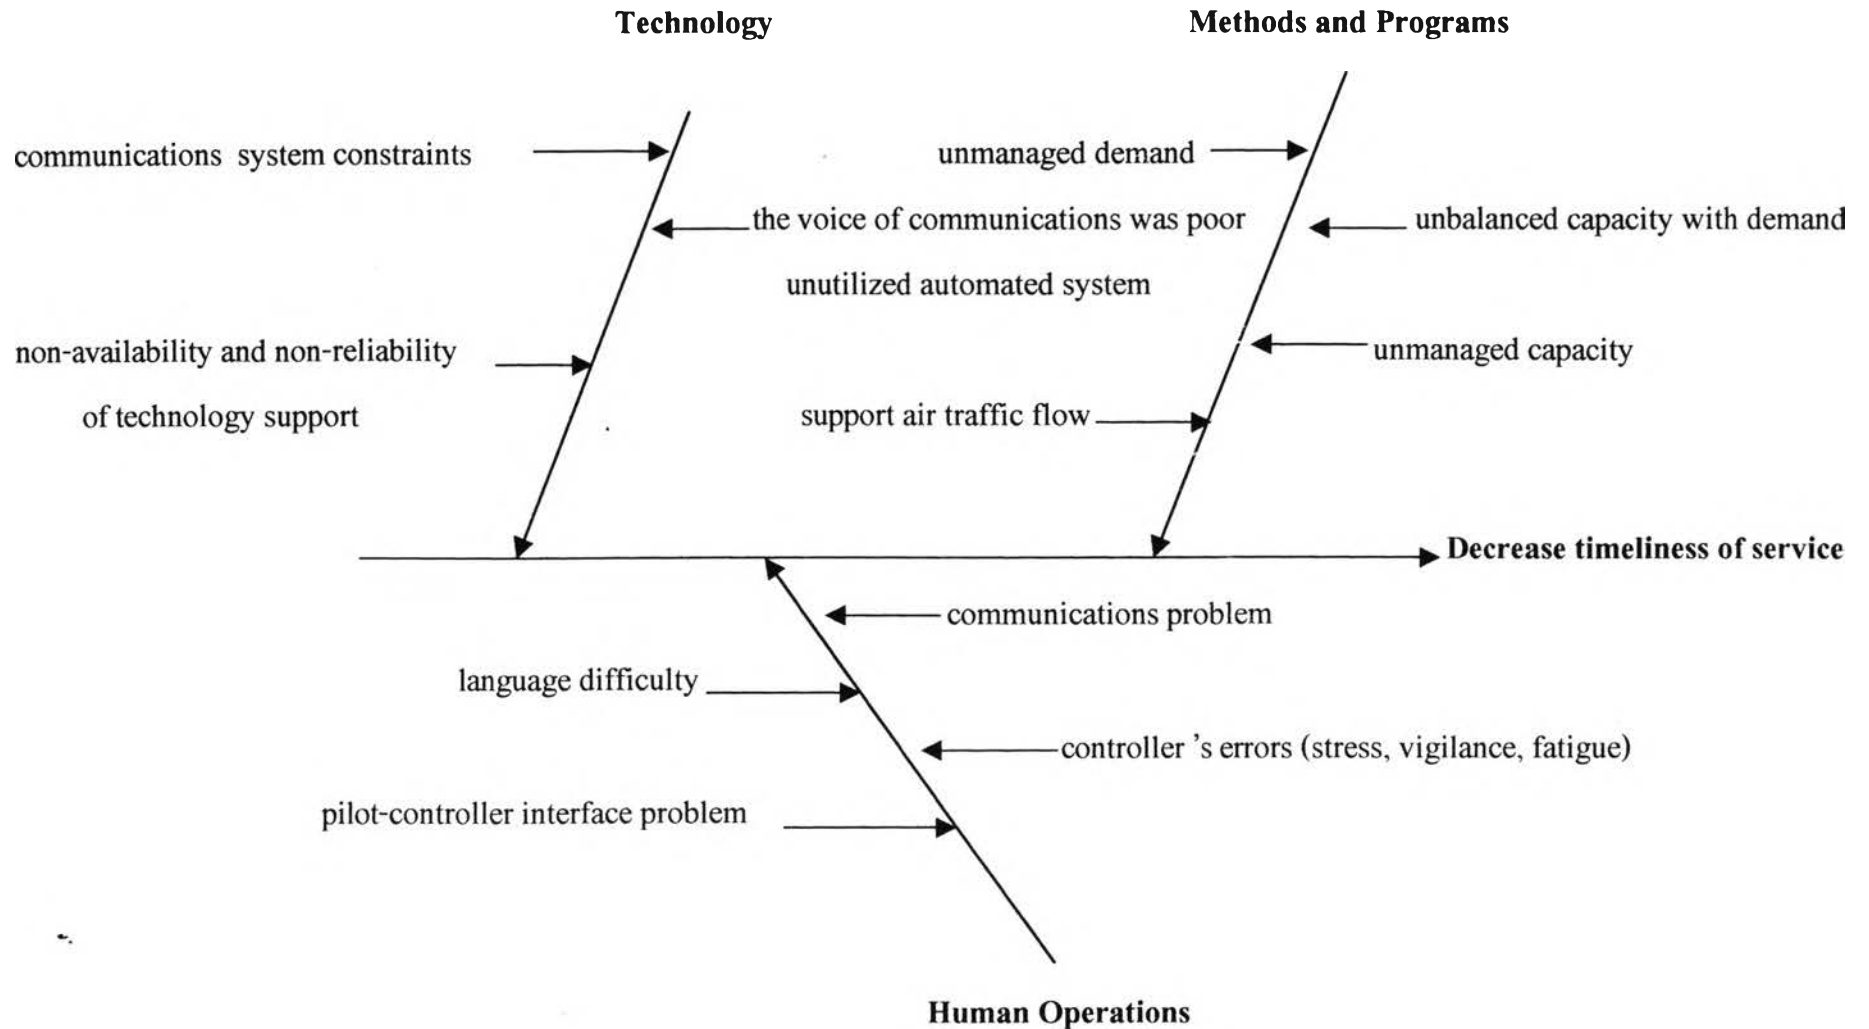 Technology
Methods and Programs
communications system constraints
unmanaged demand
the voice of communications was poor
unbalanced capacity with demand
unutilized automated system
non-availability and non-reliability
of technology support
unmanaged capacity
support air traffic flow
Decrease timeliness of service
communications problem
language difficulty
controller 's errors (stress, vigilance, fatigue)
pilot-controller interface problem
Human Operations